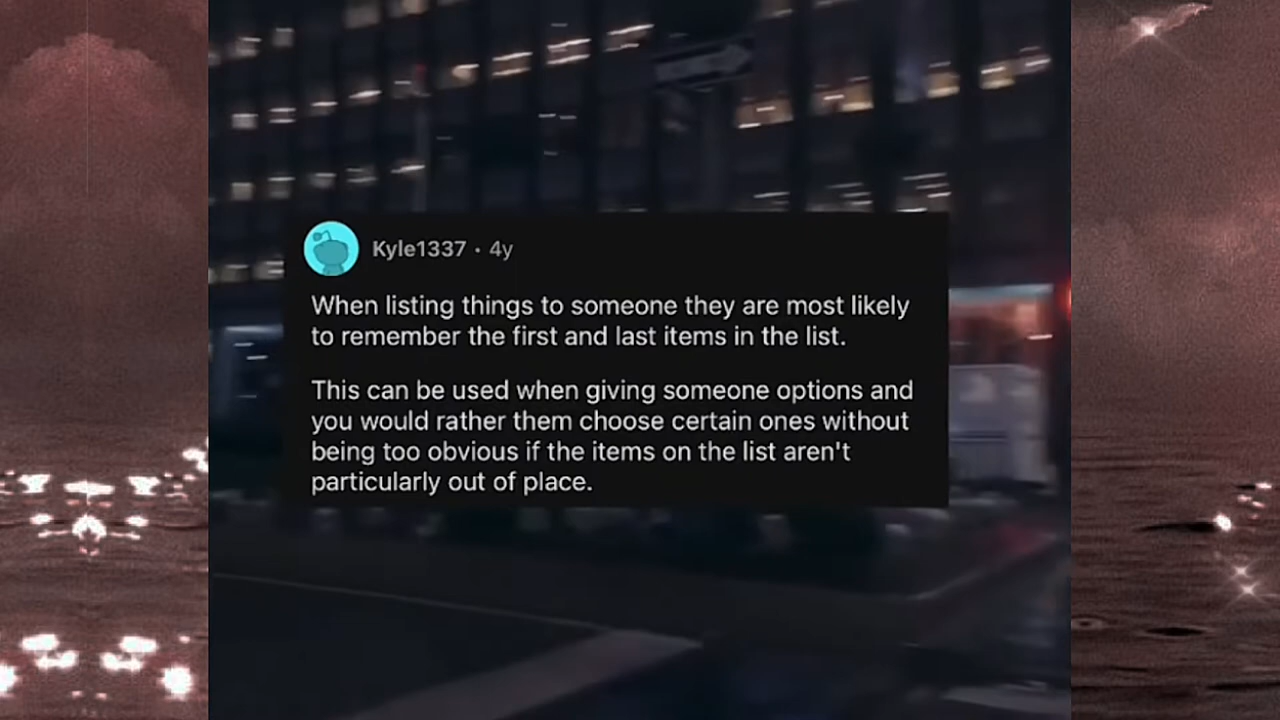 Kyle1337 · 4y
When listing things to someone they are most likely
to remember the first and last items in the list.
This can be used when giving someone options and
you would rather them choose certain ones without
being too obvious if the items on the list aren't
particularly out of place.